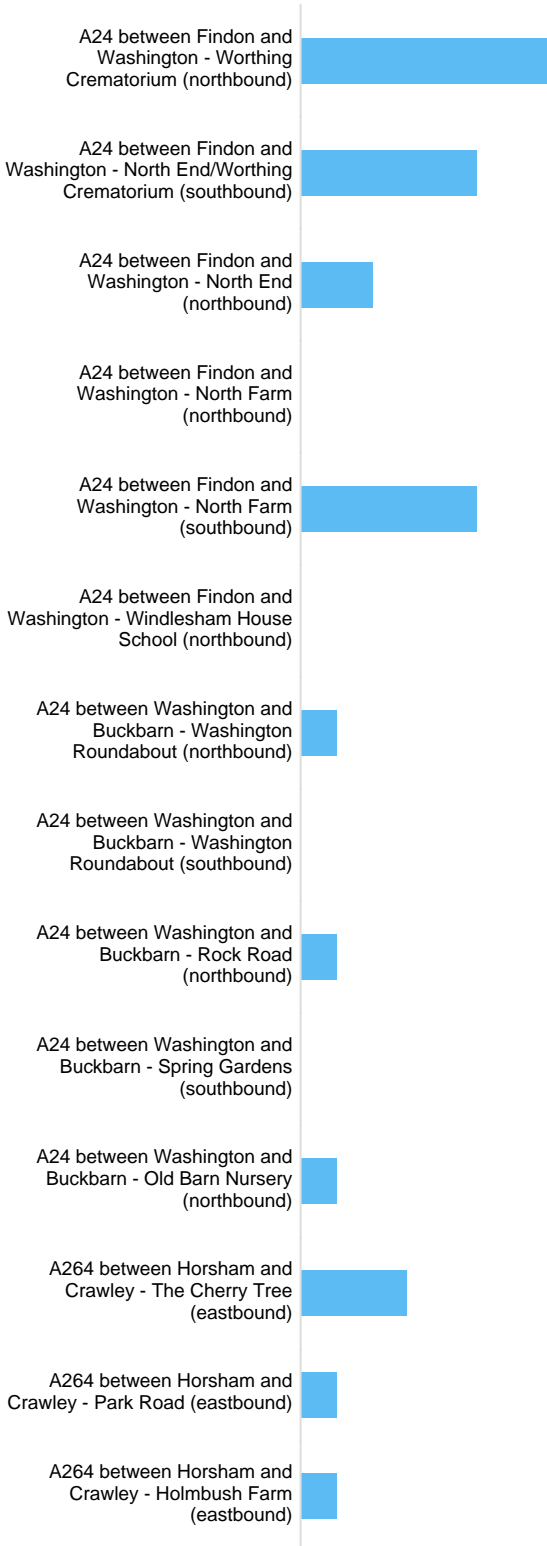 A24 between Findon and
Washington - Worthing
Crematorium (northbound)
A24 between Findon and
Washington - North End/Worthing
Crematorium (southbound)
A24 between Findon and
Washington - North End
(northbound)
A24 between Findon and
Washington - North Farm
(northbound)
A24 between Findon and
Washington - North Farm
(southbound)
A24 between Findon and
Washington - Windlesham House
School (northbound)
A24 between Washington and
Buckbarn - Washington
Roundabout (northbound)
A24 between Washington and
Buckbarn - Washington
Roundabout (southbound)
A24 between Washington and
Buckbarn - Rock Road
(northbound)
A24 between Washington and
Buckbarn - Spring Gardens
(southbound)
A24 between Washington and
Buckbarn - Old Barn Nursery
(northbound)
A264 between Horsham and
Crawley - The Cherry Tree
(eastbound)
A264 between Horsham and
Crawley - Park Road (eastbound)
A264 between Horsham and
Crawley - Holmbush Farm
(eastbound)